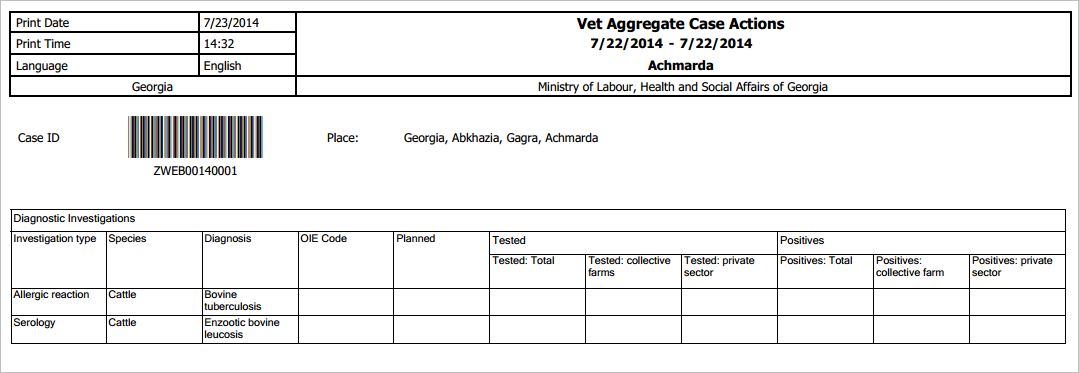 Print Date 7/23/2014 Vet Aggregate Case Actions
Print Time 14:32 7/22/2014 - 7/22/2014
Language English Achmarda
Georgia Ministry of Labour, Health and Social Affairs of Georgia
Case ID Place: Georgia, Abkhazia, Gagra, Achmarda
ZWEB00140001
Diagnostic Investigations
Investigation type Species Diagnosis OIE Code Planned Tested Positives
Tested: Total Tested: collective Tested: private Positives: Total Positives: Positives: private
farms sector collective farm sector
Allergic reaction Cattle Bovine
tuberculosis
Serology Cattle Enzootic bovine
leucosis